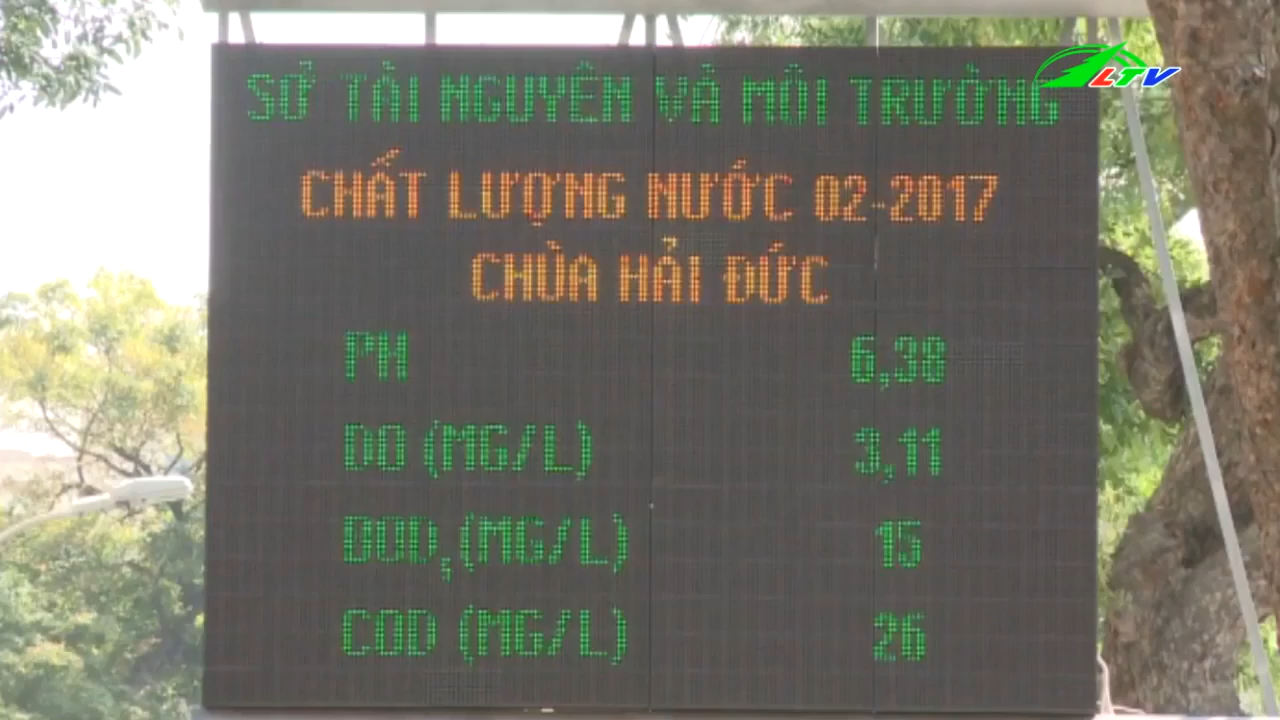 LTV
SỞ TÀI NGUYÊN VÀ MÔI TRƯỜNG
CHẤT LƯỢNG NƯỚC 02-2017
CHÙA HẢI ĐỨC
PH 6,38
DO (MG/L) 3,11
BOD₅(MG/L) 15
COD (MG/L) 26